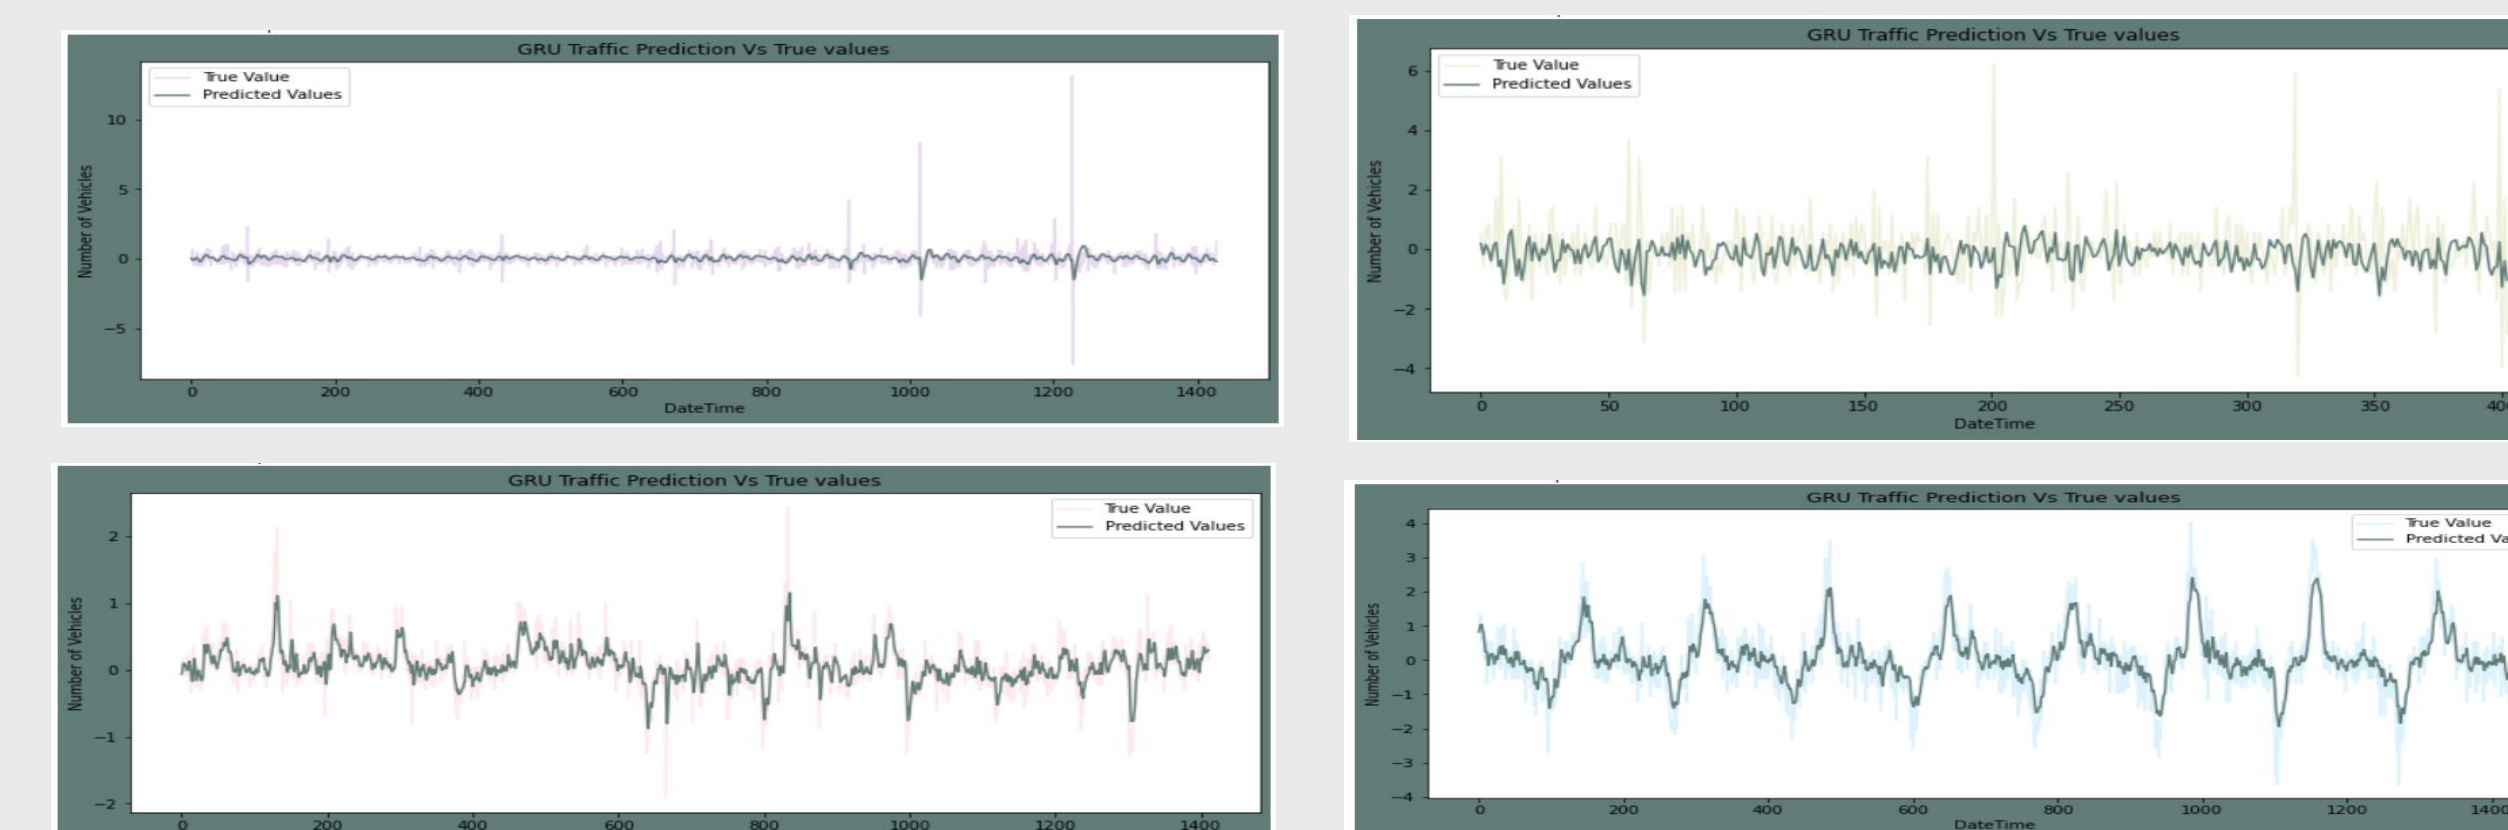 GRU Traffic Prediction Vs True values
True Value
Predicted Values
10
5
0
−5
Number of Vehicles
0 200 400 600 800 1000 1200 1400
DateTime
GRU Traffic Prediction Vs True values
True Value
Predicted Values
6
4
2
0
−2
−4
Number of Vehicles
0 50 100 150 200 250 300 350
DateTime
GRU Traffic Prediction Vs True values
True Value
Predicted Values
2
1
0
−1
−2
Number of Vehicles
0 200 400 600 800 1000 1200 1400
GRU Traffic Prediction Vs True values
True Value
Predicted
4
3
2
1
0
−1
−2
−3
−4
Number of Vehicles
0 200 400 600 800 1000 1200 1400
DateTime